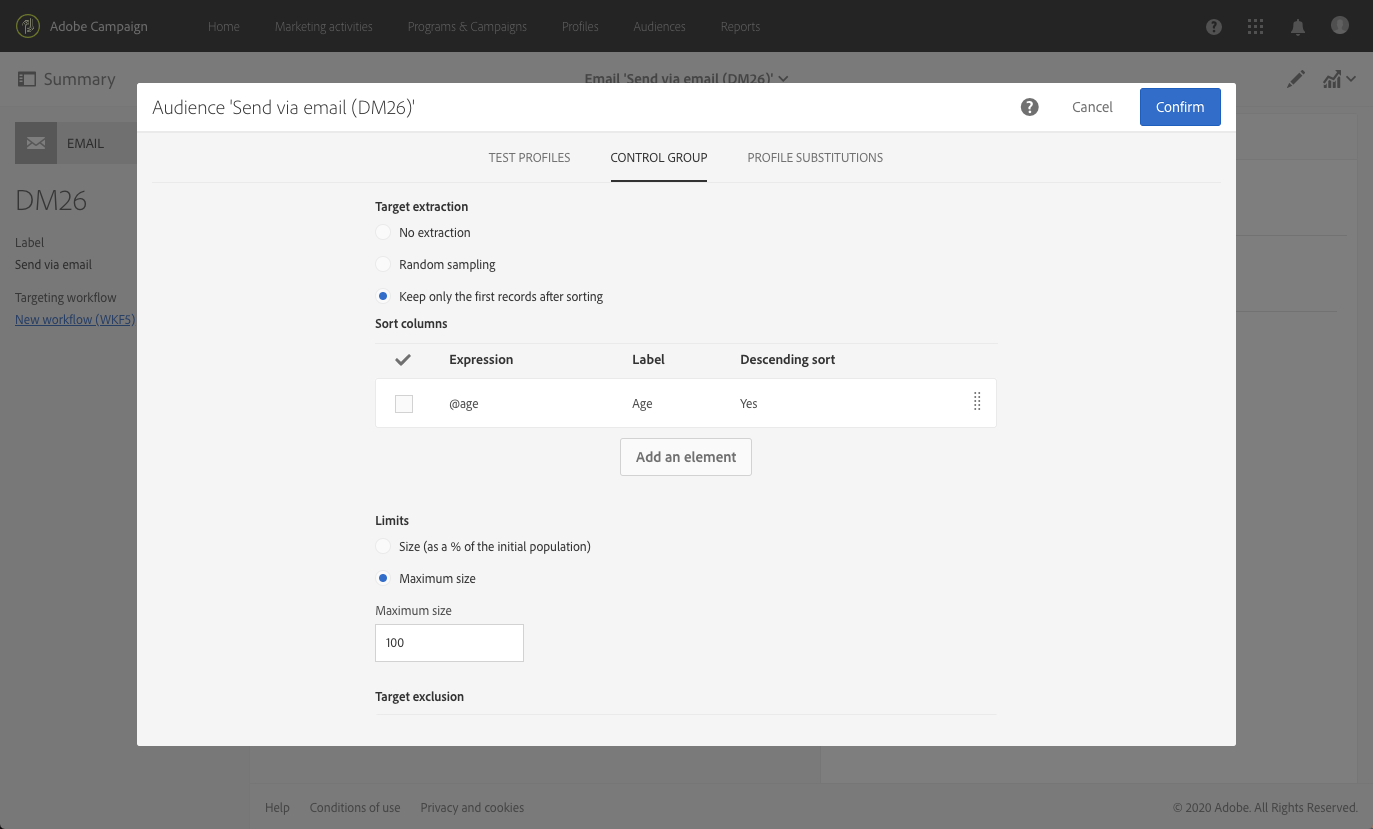 Adobe Campaign Home Marketing activities Programs & Campaigns Profiles Audiences Reports
Summary Email 'Send via email (DM26)'
Audience 'Send via email (DM26)' Cancel Confirm
EMAIL
TEST PROFILES CONTROL GROUP PROFILE SUBSTITUTIONS
DM26
Label
Send via email
Targeting workflow
New workflow (WKF5)
Target extraction
No extraction
Random sampling
Keep only the first records after sorting
Sort columns
Expression Label Descending sort
@age Age Yes
Add an element
Limits
Size (as a % of the initial population)
Maximum size
Maximum size
100
Target exclusion
Help Conditions of use Privacy and cookies © 2020 Adobe. All Rights Reserved.